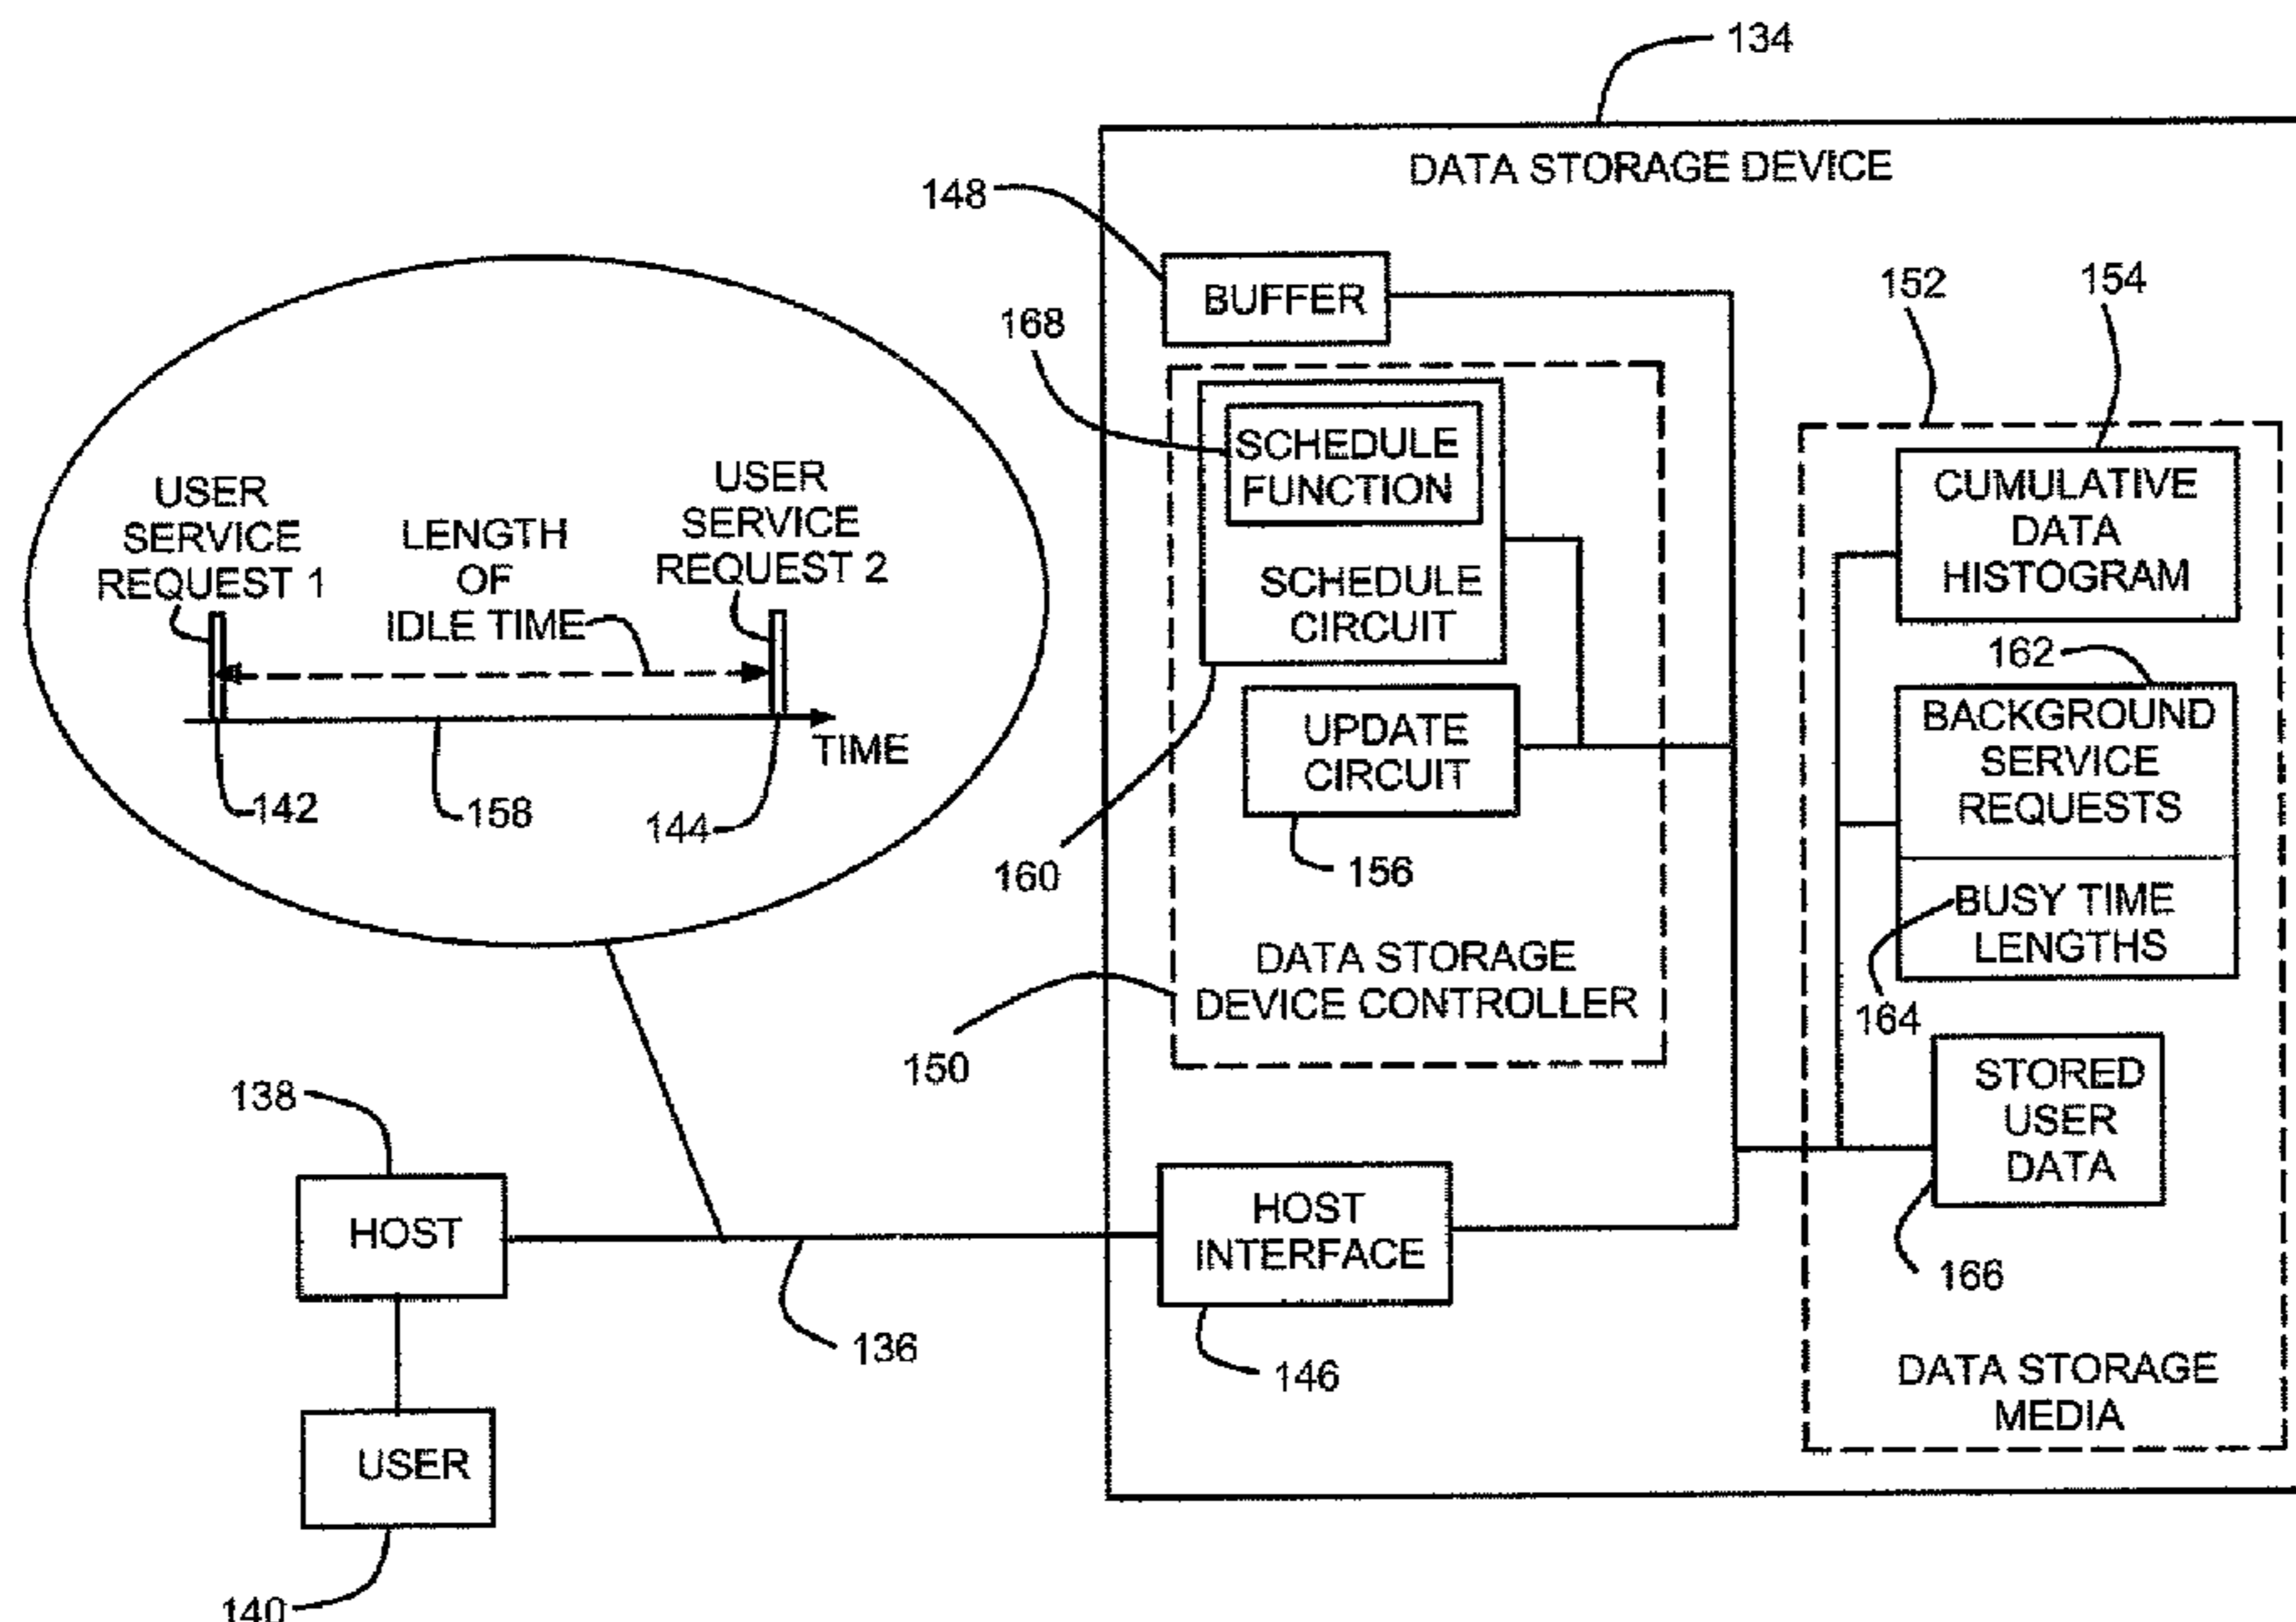 134
DATA STORAGE DEVICE
148
BUFFER
168
SCHEDULE
FUNCTION
SCHEDULE
CIRCUIT
160
UPDATE
CIRCUIT
156
DATA STORAGE
DEVICE CONTROLLER
150
152
154
CUMULATIVE
DATA
HISTOGRAM
162
BACKGROUND
SERVICE
REQUESTS
BUSY TIME
LENGTHS
164
STORED
USER
DATA
166
DATA STORAGE
MEDIA
USER
SERVICE
REQUEST 1
LENGTH
OF
IDLE TIME
USER
SERVICE
REQUEST 2
TIME
142
158
144
138
HOST
136
HOST
INTERFACE
146
USER
140